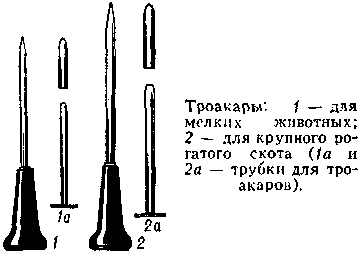 Троакары: 1 — для
мелких животных;
2 — для крупного ро-
гатого скота (1а и
2а — трубки для тро-
акаров).
1а
1
2а
2